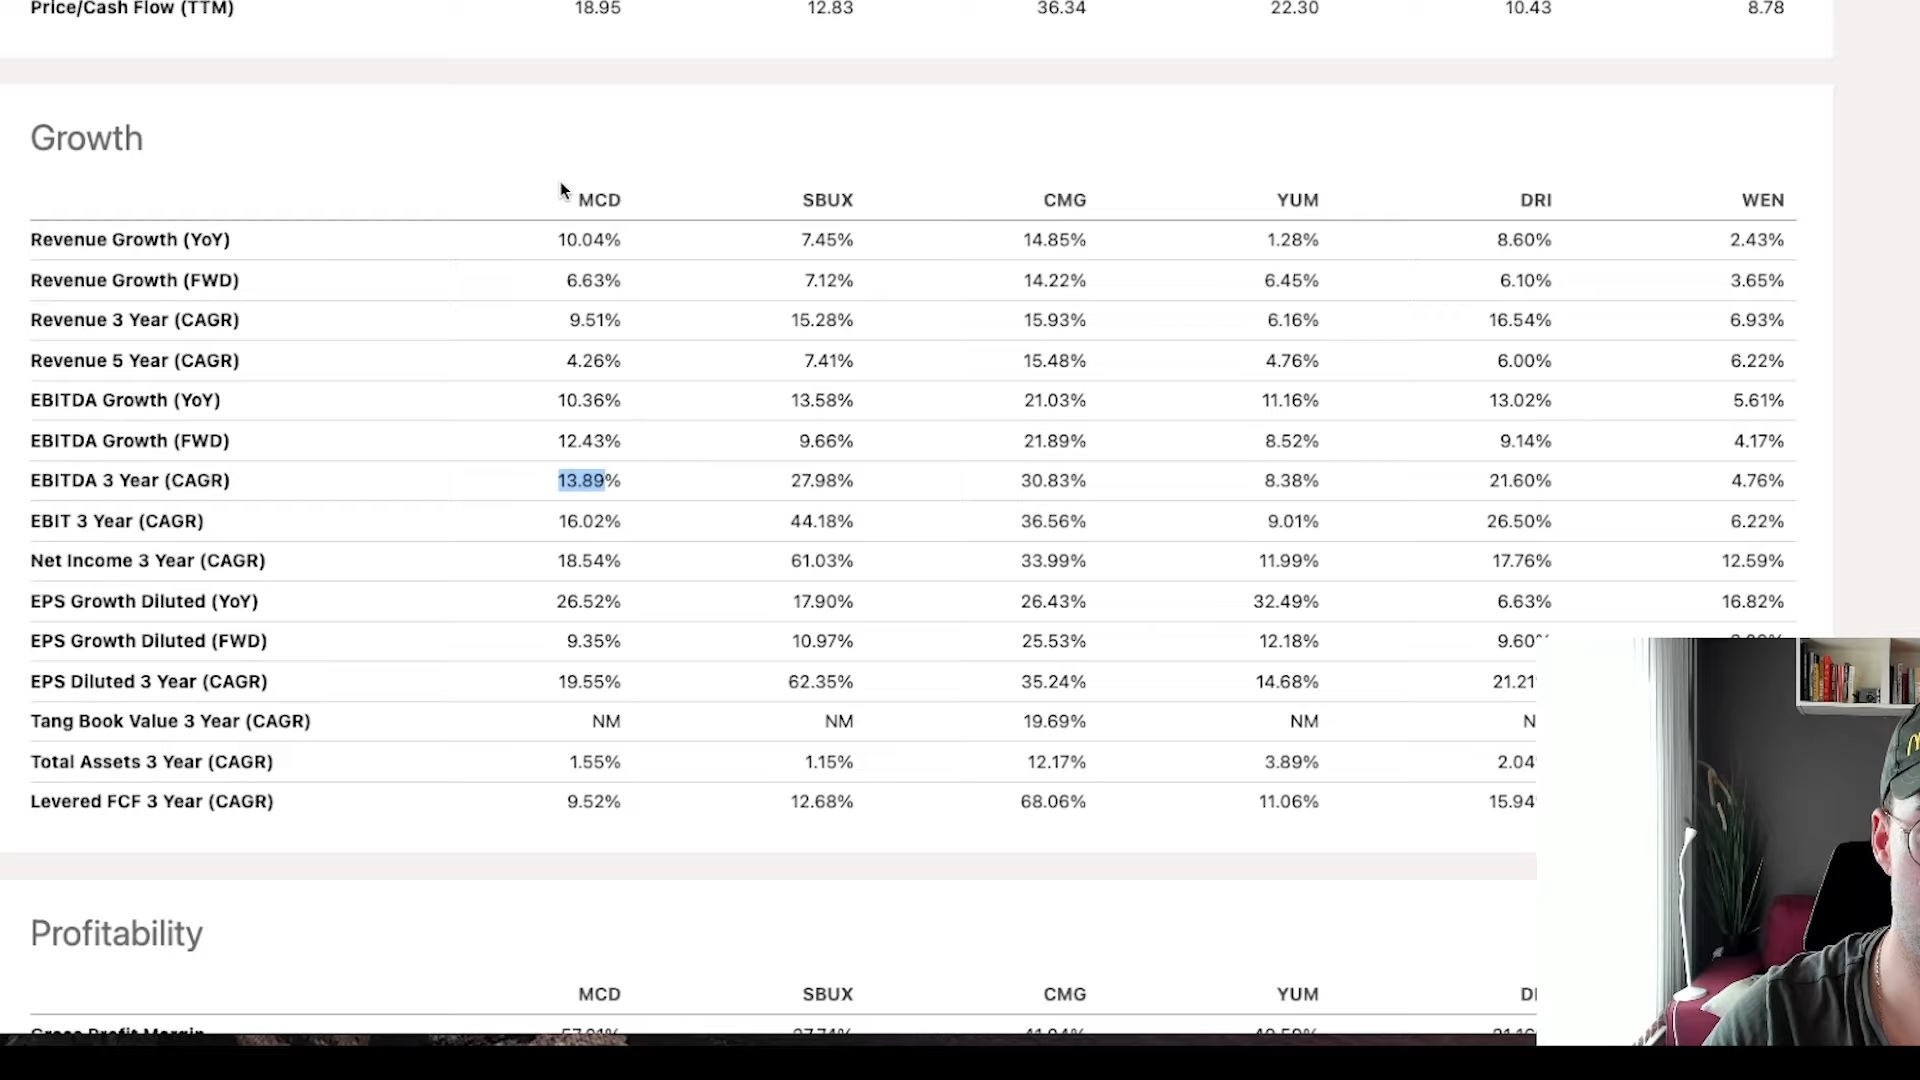 Price/Cash Flow (TTM) 18.95 12.83 36.34 22.30 10.43 8.78
Growth
MCD SBUX CMG YUM DRI WEN
Revenue Growth (YoY) 10.04% 7.45% 14.85% 1.28% 8.60% 2.43%
Revenue Growth (FWD) 6.63% 7.12% 14.22% 6.45% 6.10% 3.65%
Revenue 3 Year (CAGR) 9.51% 15.28% 15.93% 6.16% 16.54% 6.93%
Revenue 5 Year (CAGR) 4.26% 7.41% 15.48% 4.76% 6.00% 6.22%
EBITDA Growth (YoY) 10.36% 13.58% 21.03% 11.16% 13.02% 5.61%
EBITDA Growth (FWD) 12.43% 9.66% 21.89% 8.52% 9.14% 4.17%
EBITDA 3 Year (CAGR) 13.89% 27.98% 30.83% 8.38% 21.60% 4.76%
EBIT 3 Year (CAGR) 16.02% 44.18% 36.56% 9.01% 26.50% 6.22%
Net Income 3 Year (CAGR) 18.54% 61.03% 33.99% 11.99% 17.76% 12.59%
EPS Growth Diluted (YoY) 26.52% 17.90% 26.43% 32.49% 6.63% 16.82%
EPS Growth Diluted (FWD) 9.35% 10.97% 25.53% 12.18% 9.60
EPS Diluted 3 Year (CAGR) 19.55% 62.35% 35.24% 14.68% 21.21
Tang Book Value 3 Year (CAGR) NM NM 19.69% NM N
Total Assets 3 Year (CAGR) 1.55% 1.15% 12.17% 3.89% 2.04
Levered FCF 3 Year (CAGR) 9.52% 12.68% 68.06% 11.06% 15.94
Profitability
MCD SBUX CMG YUM D
Gross Profit Margin